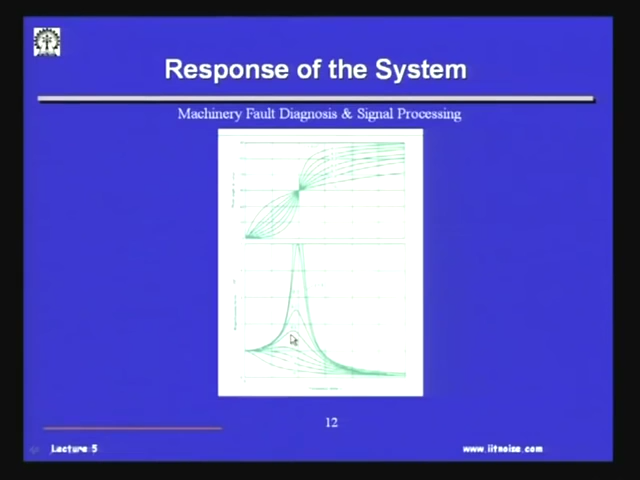 Response of the System
Machinery Fault Diagnosis & Signal Processing
12
Lecture 5
www.iitnoise.com